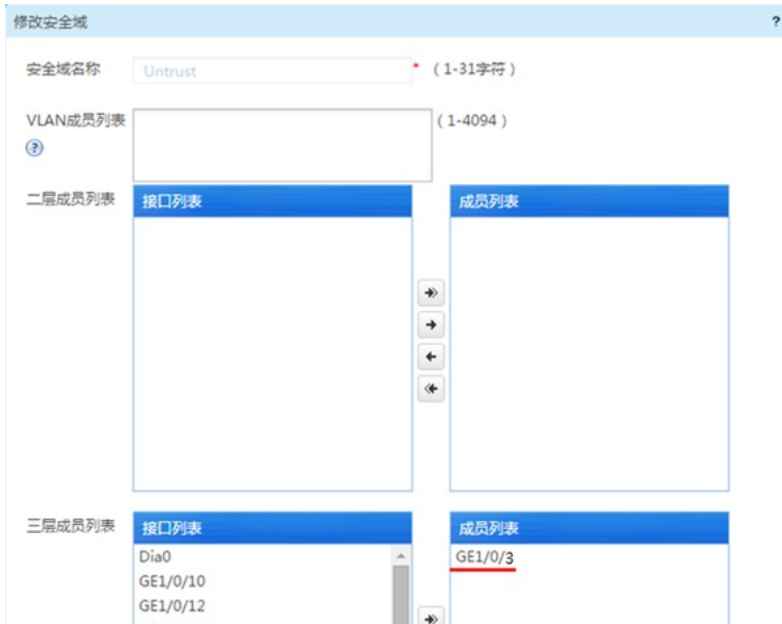 修改安全域 ?
安全域名称 Untrust * (1-31字符)
VLAN成员列表 (1-4094)
?
二层成员列表 接口列表 成员列表
三层成员列表 接口列表 成员列表
Dia0 GE1/0/3
GE1/0/10
GE1/0/12